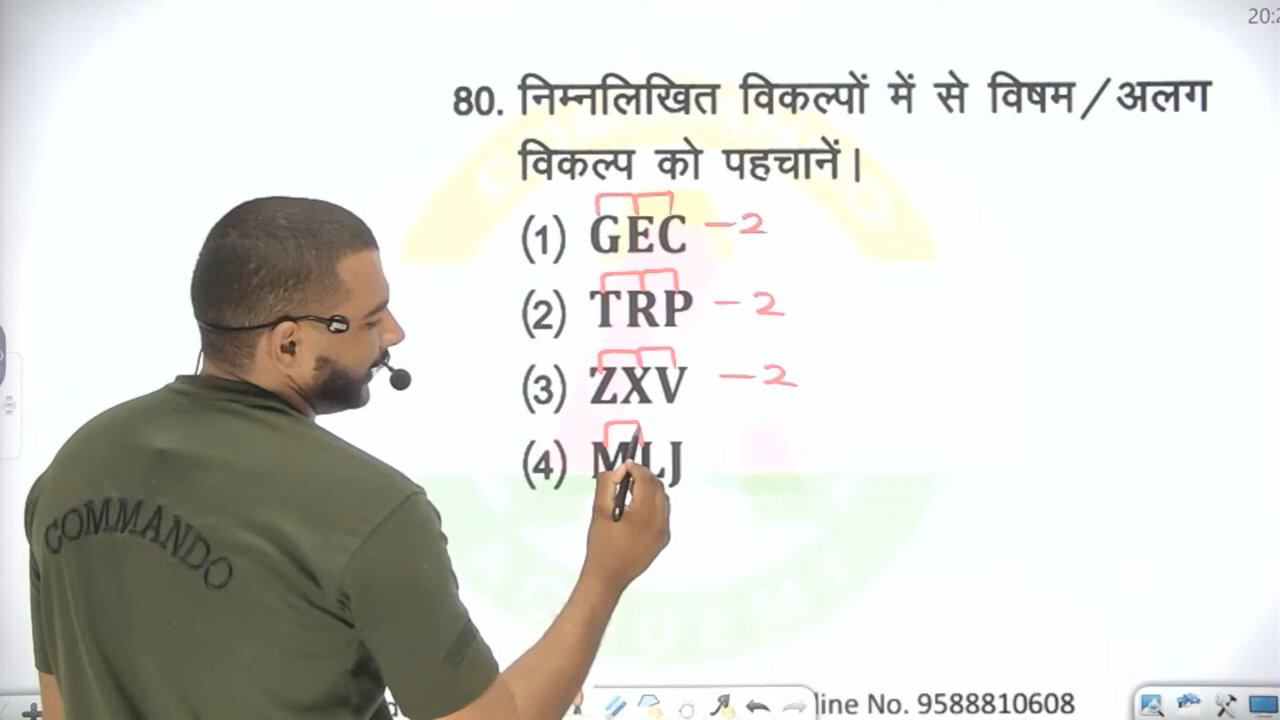 20:2
80. निम्नलिखित विकल्पों में से विषम/अलग
विकल्प को पहचानें।
(1) GEC -2
(2) TRP -2
(3) ZXV -2
(4) MLJ
COMMANDO
line No. 9588810608